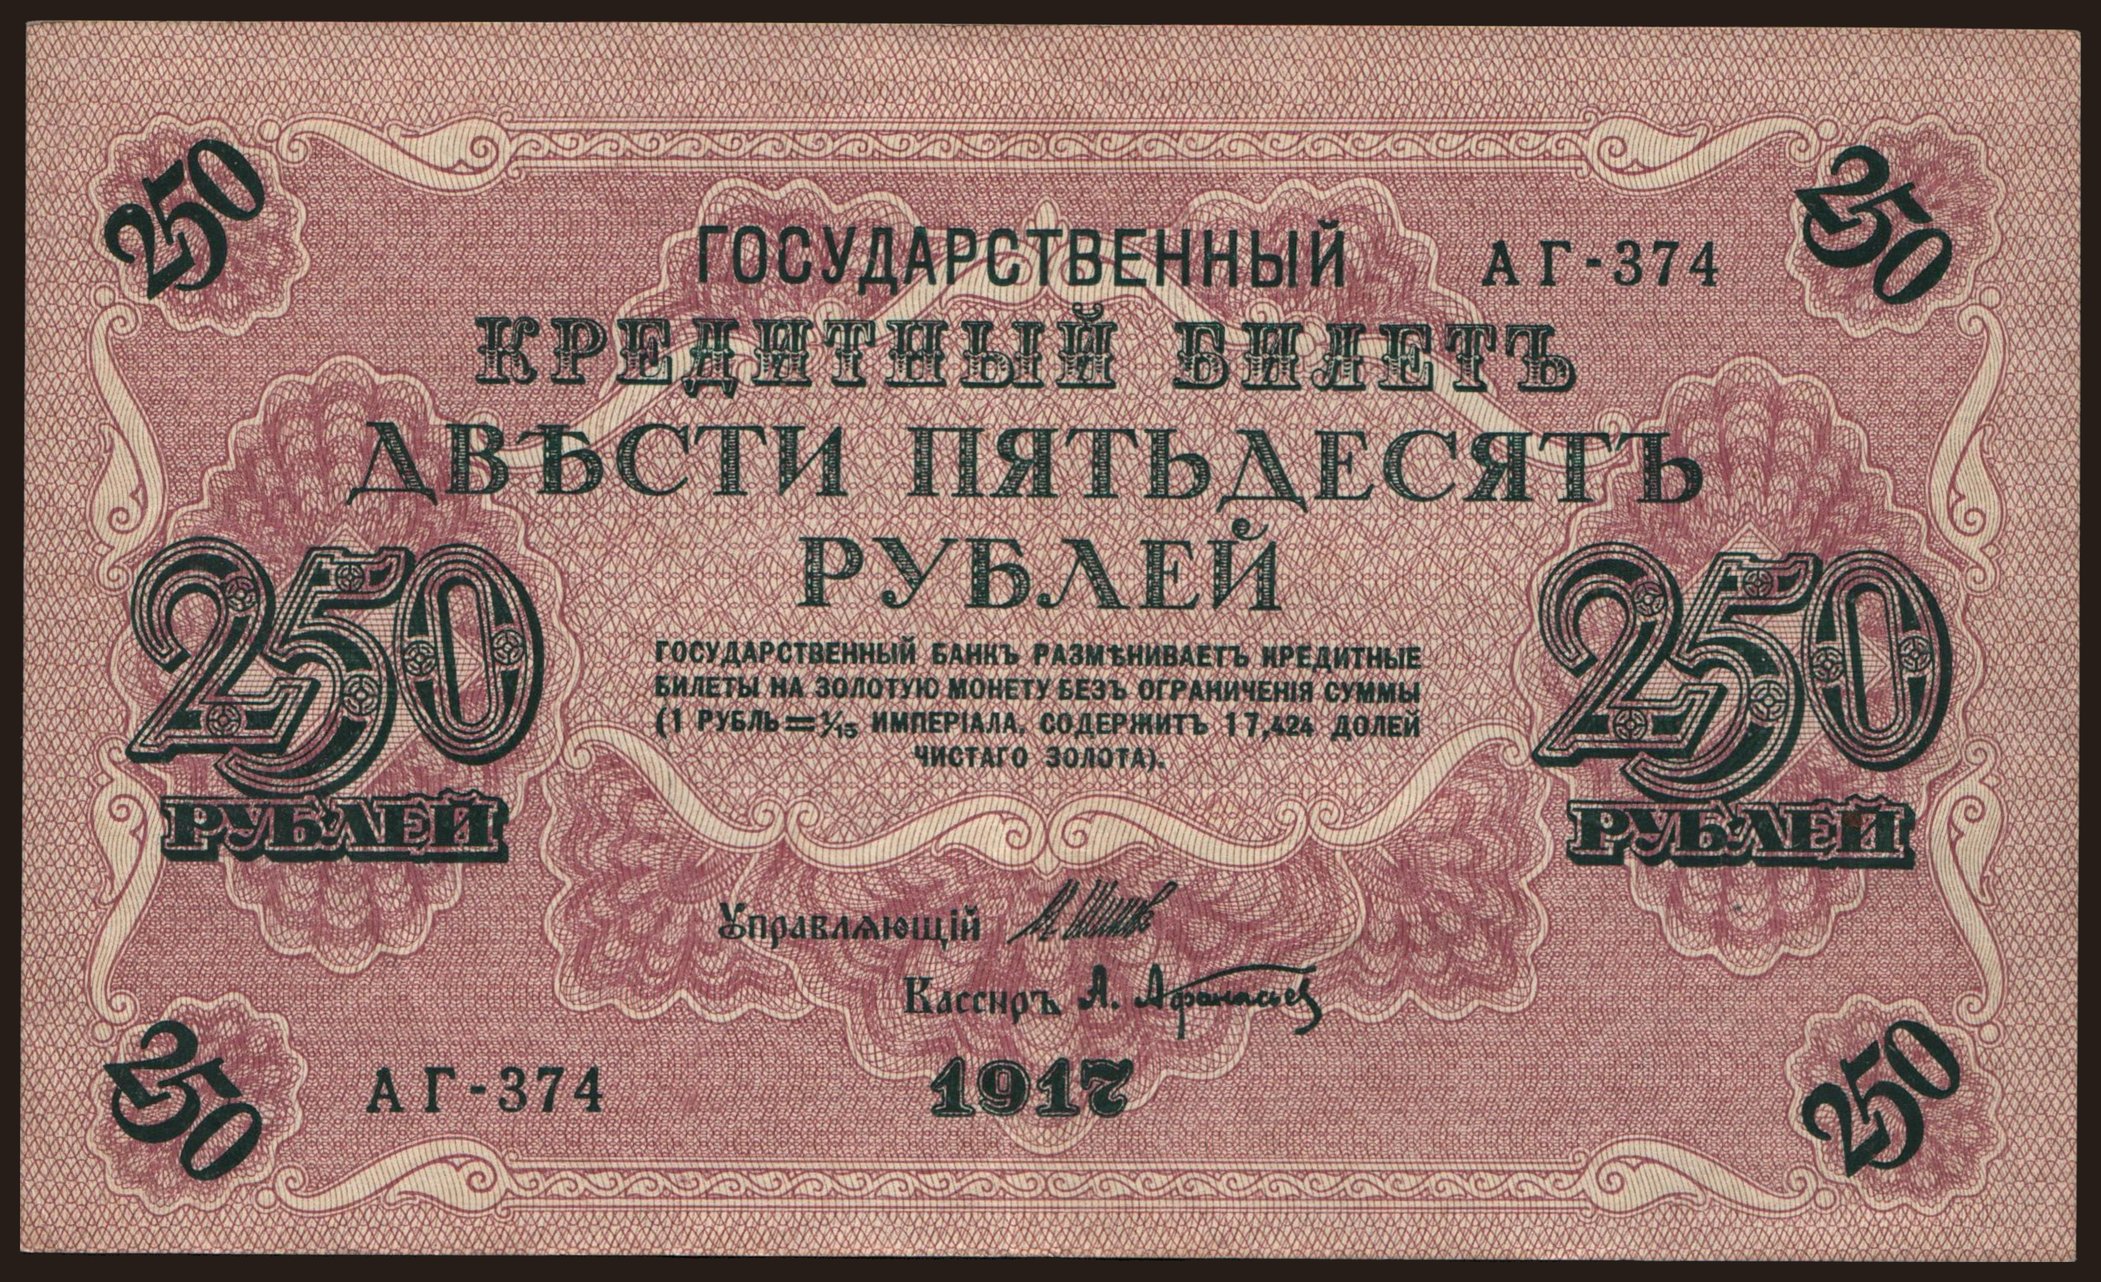 250
250
ГОСУДАРСТВЕННЫЙ АГ-374
КРЕДИТНЫЙ БИЛЕТЪ
ДВѢСТИ ПЯТЬДЕСЯТЪ
РУБЛЕЙ
250
РУБЛЕЙ
250
РУБЛЕЙ
ГОСУДАРСТВЕННЫЙ БАНКЪ РАЗМѢНИВАЕТЪ КРЕДИТНЫЕ
БИЛЕТЫ НА ЗОЛОТУЮ МОНЕТУ БЕЗЪ ОГРАНИЧЕНІЯ СУММЫ
(1 РУБЛЬ=1/15 ИМПЕРІАЛА, СОДЕРЖИТЪ 17,424 ДОЛЕЙ
ЧИСТАГО ЗОЛОТА).
Управляющій И. Шиповъ
Кассиръ А. Афанасьев
АГ-374
1917
250
250